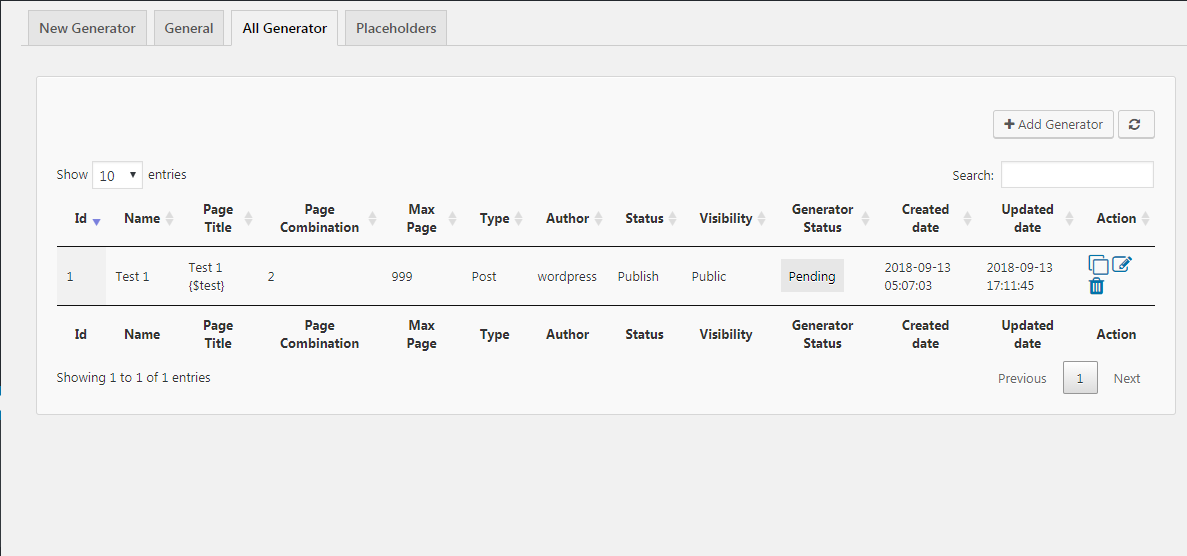 New Generator General All Generator Placeholders
Add Generator
Show 10 entries Search:
Id Name Page Title Page Combination Max Page Type Author Status Visibility Generator Status Created date Updated date Action
1 Test 1 Test 1 {$test} 2 999 Post wordpress Publish Public Pending 2018-09-13 05:07:03 2018-09-13 17:11:45
Id Name Page Title Page Combination Max Page Type Author Status Visibility Generator Status Created date Updated date Action
Showing 1 to 1 of 1 entries Previous 1 Next